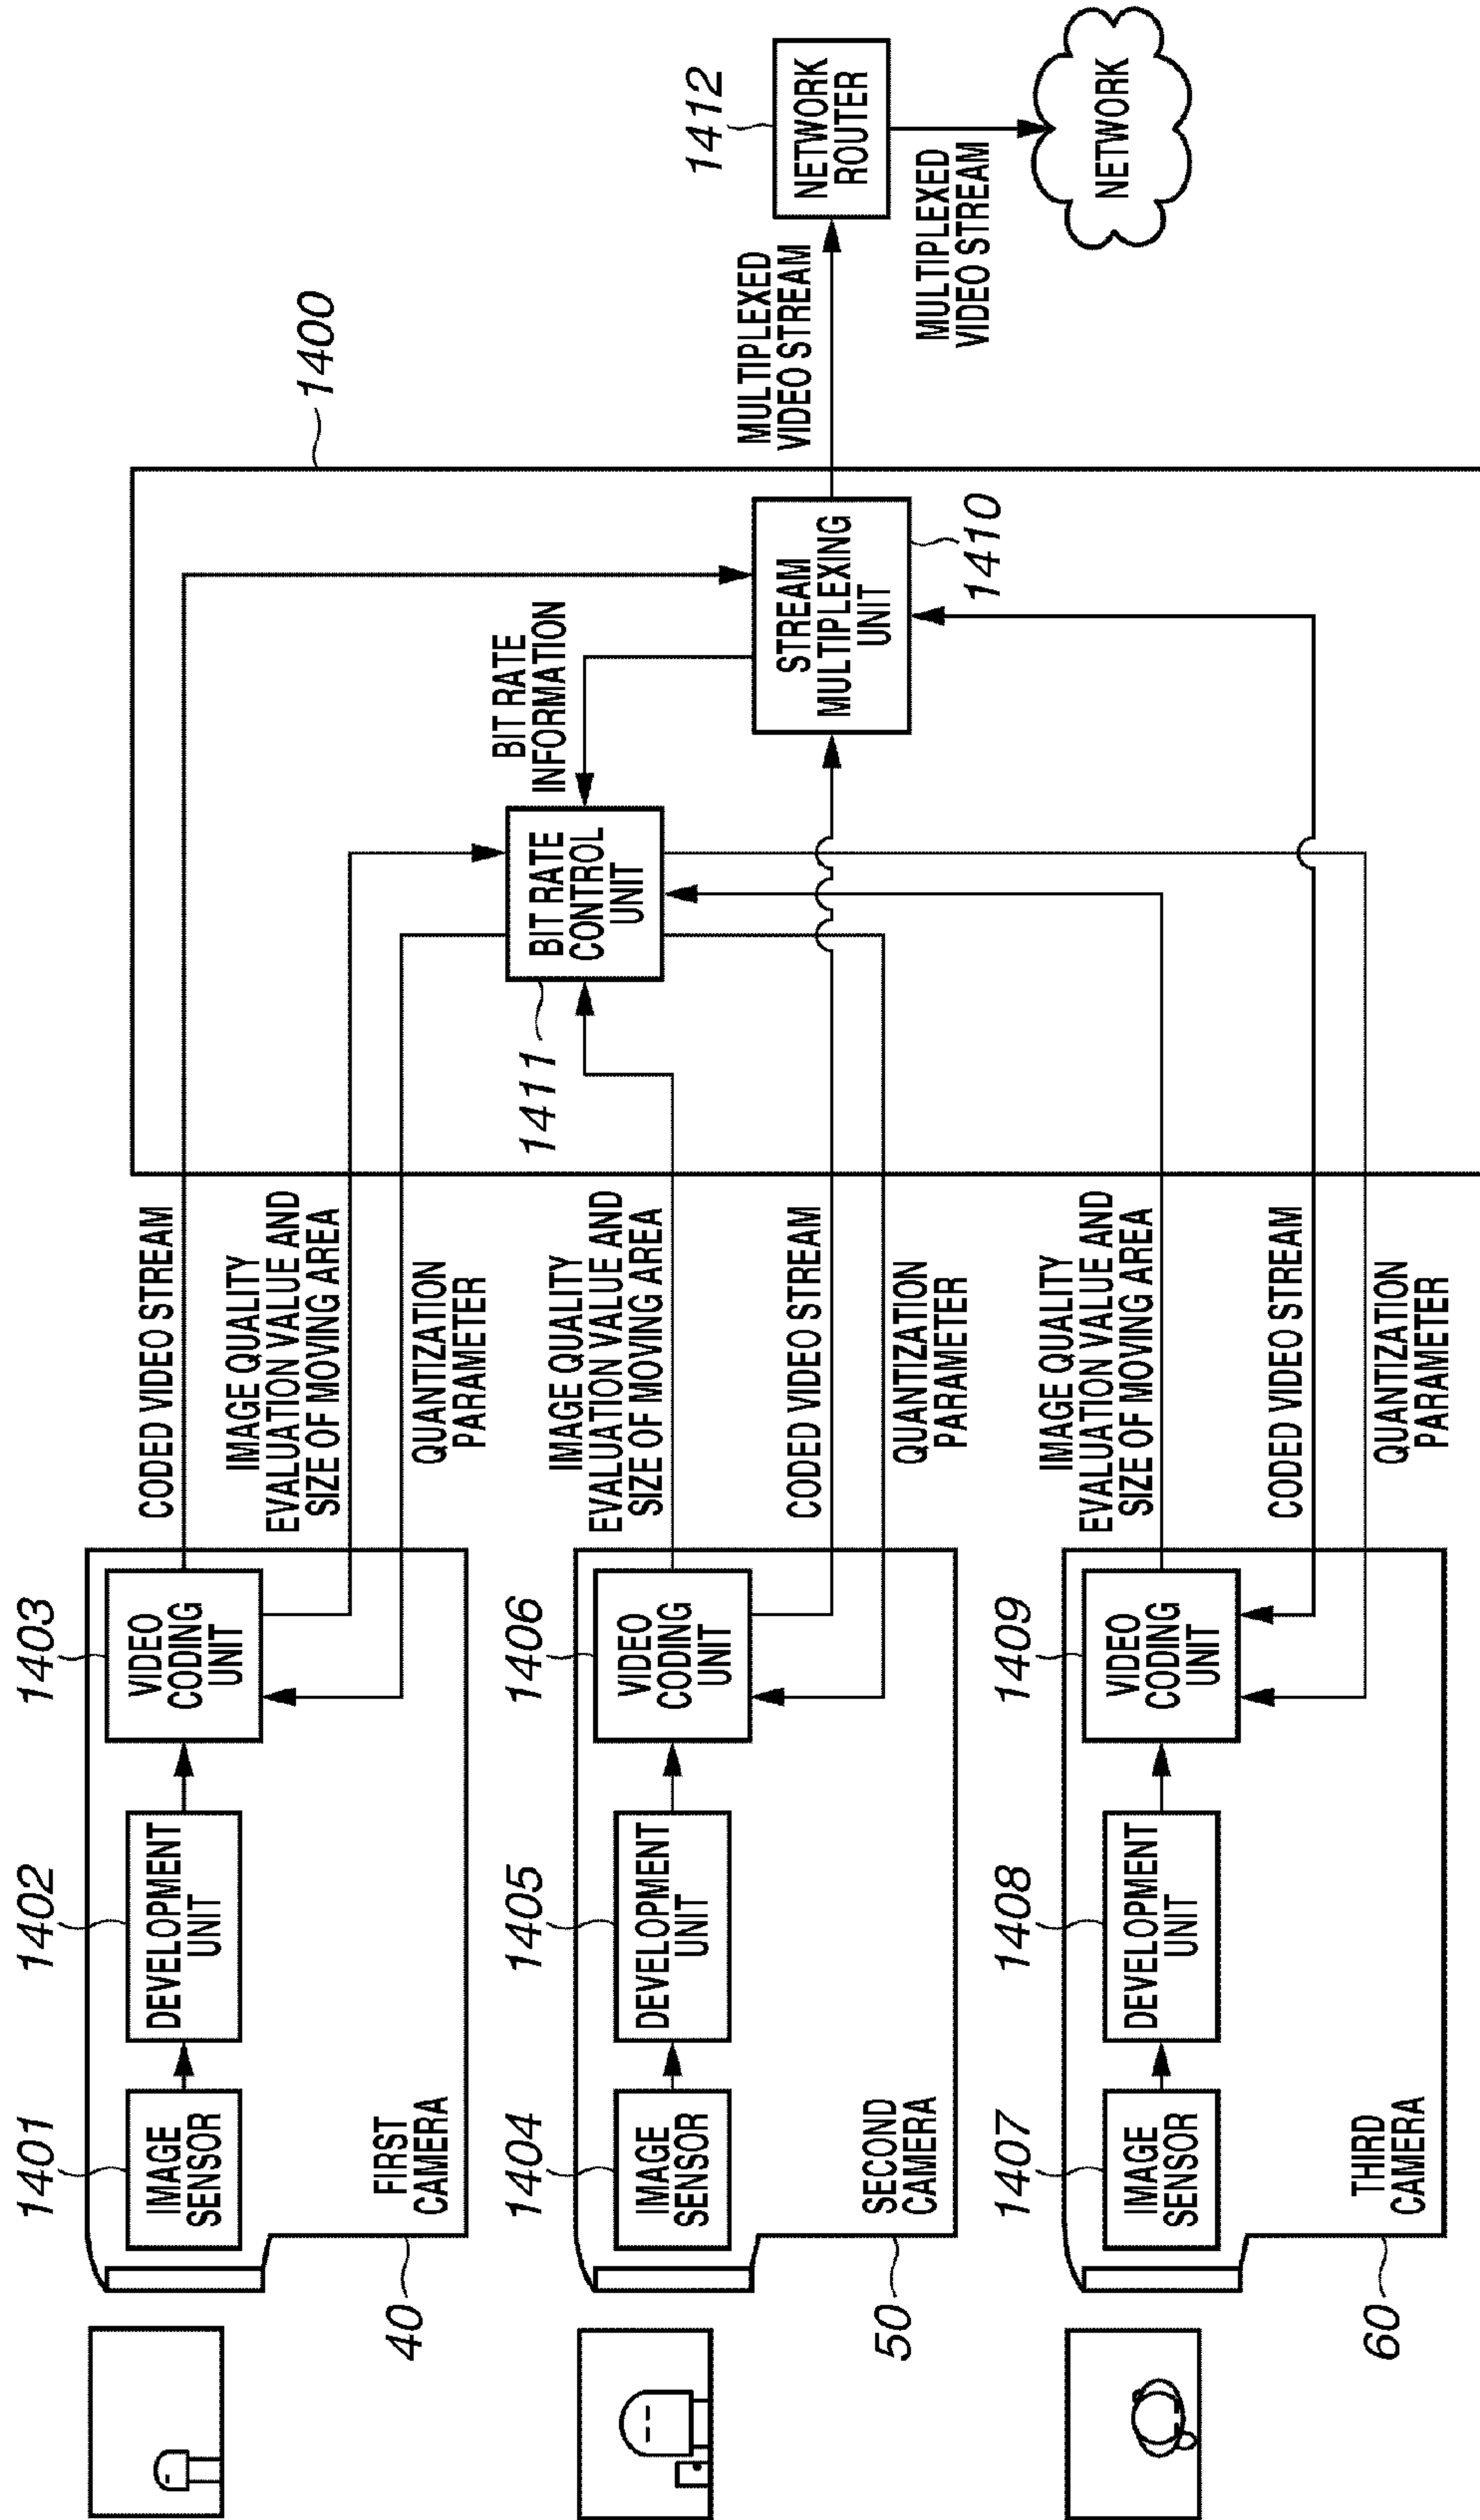 1401
IMAGE
SENSOR
1402
DEVELOPMENT
UNIT
1403
VIDEO
CODING
UNIT
FIRST
CAMERA
40
CODED VIDEO STREAM
IMAGE QUALITY
EVALUATION VALUE AND
SIZE OF MOVING AREA
QUANTIZATION
PARAMETER
1404
IMAGE
SENSOR
1405
DEVELOPMENT
UNIT
1406
VIDEO
CODING
UNIT
SECOND
CAMERA
50
IMAGE QUALITY
EVALUATION VALUE AND
SIZE OF MOVING AREA
CODED VIDEO STREAM
QUANTIZATION
PARAMETER
1407
IMAGE
SENSOR
1408
DEVELOPMENT
UNIT
1409
VIDEO
CODING
UNIT
THIRD
CAMERA
60
IMAGE QUALITY
EVALUATION VALUE AND
SIZE OF MOVING AREA
CODED VIDEO STREAM
QUANTIZATION
PARAMETER
1400
1411
BIT RATE
CONTROL
UNIT
BIT RATE
INFORMATION
STREAM
MULTIPLEXING
UNIT
1410
MULTIPLEXED
VIDEO STREAM
1412
NETWORK
ROUTER
MULTIPLEXED
VIDEO STREAM
NETWORK